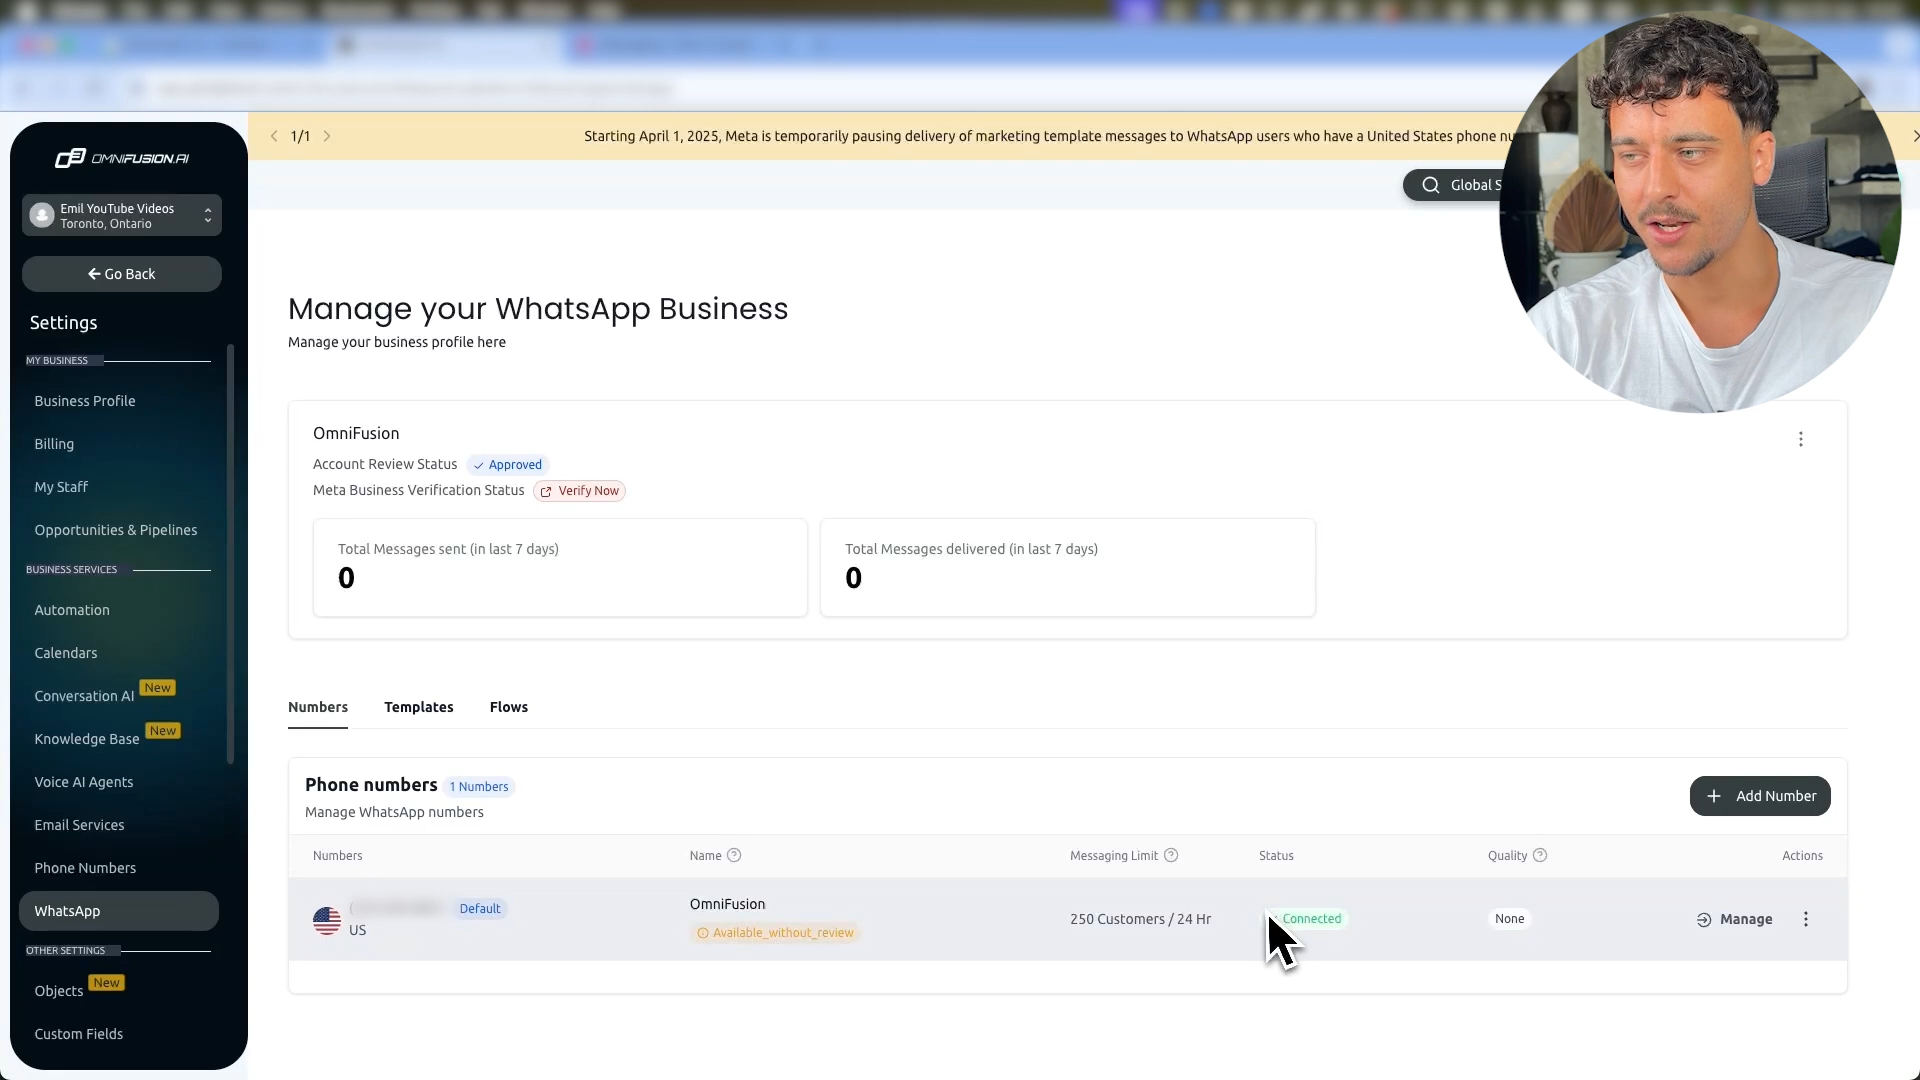 1/1
Starting April 1, 2025, Meta is temporarily pausing delivery of marketing template messages to WhatsApp users who have a United States phone
OMNIFUSION.AI
Global
Emil YouTube Videos
Toronto, Ontario
Go Back
Settings
MY BUSINESS
Business Profile
Billing
My Staff
Opportunities & Pipelines
BUSINESS SERVICES
Automation
Calendars
Conversation AI New
Knowledge Base New
Voice AI Agents
Email Services
Phone Numbers
WhatsApp
OTHER SETTINGS
Objects New
Custom Fields
Manage your WhatsApp Business
Manage your business profile here
OmniFusion
Account Review Status Approved
Meta Business Verification Status Verify Now
Total Messages sent (in last 7 days)
0
Total Messages delivered (in last 7 days)
0
Numbers Templates Flows
Phone numbers 1 Numbers
Manage WhatsApp numbers
Add Number
Numbers Name Messaging Limit Status Quality Actions
Default
US
OmniFusion
Available_without_review
250 Customers / 24 Hr
Connected
None
Manage